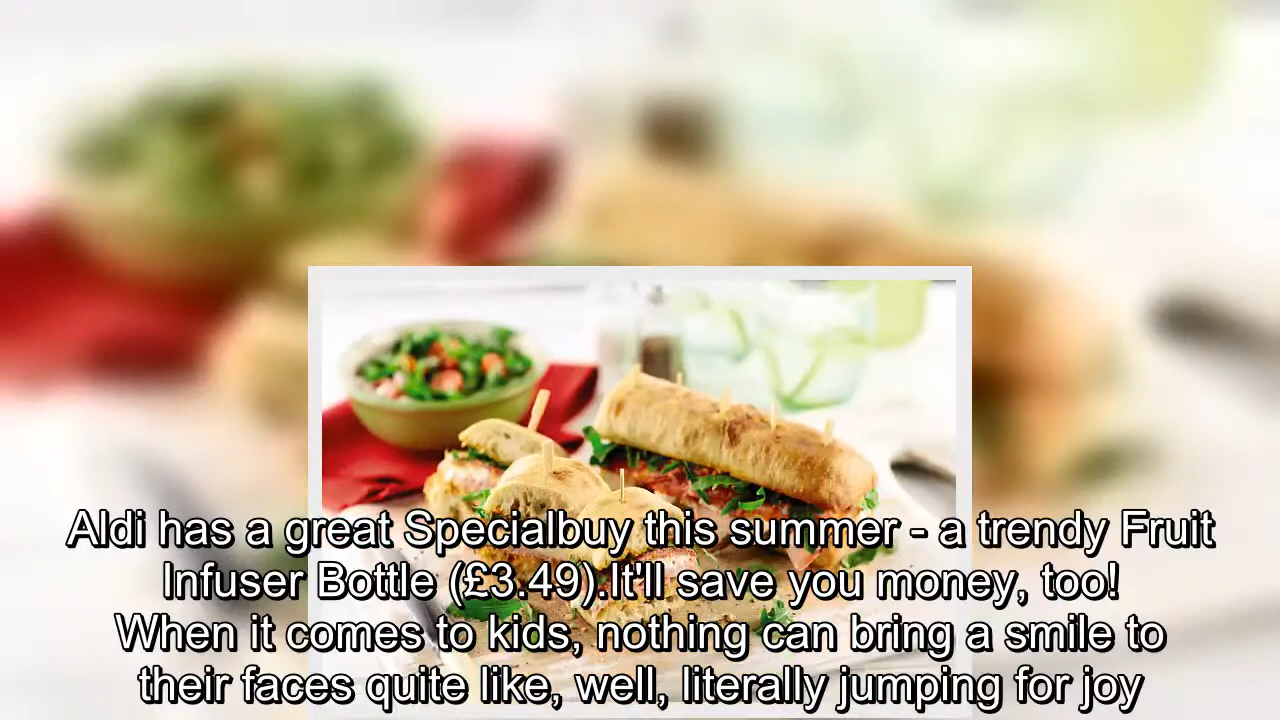 Aldi has a great Specialbuy this summer - a trendy Fruit
Infuser Bottle (£3.49).It'll save you money, too!
When it comes to kids, nothing can bring a smile to
their faces quite like, well, literally jumping for joy